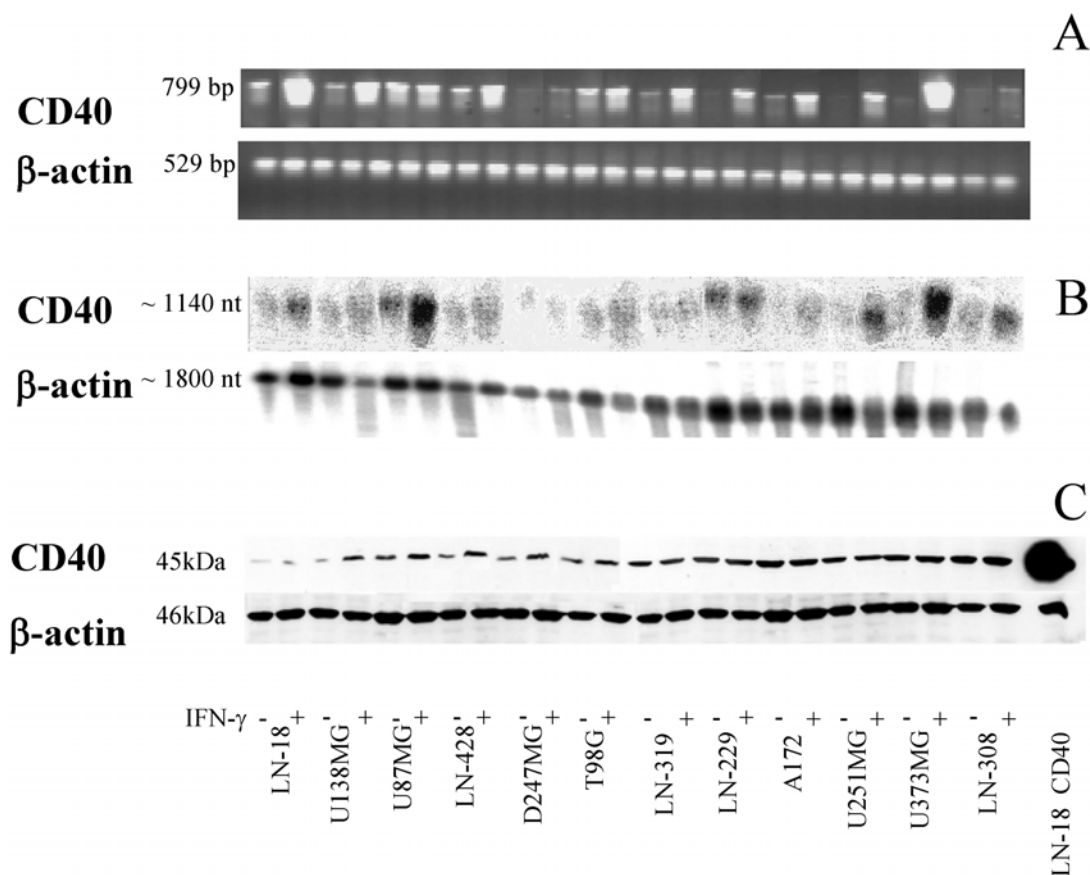 A
CD40 799 bp
β-actin 529 bp
B
CD40 ~ 1140 nt
β-actin ~ 1800 nt
C
CD40 45kDa
β-actin 46kDa
IFN-γ - + - + - + - + - + - + - + - + - + - + - + - +
LN-18
U138MG
U87MG
LN-428
D247MG
T98G
LN-319
LN-229
A172
U251MG
U373MG
LN-308
LN-18 CD40